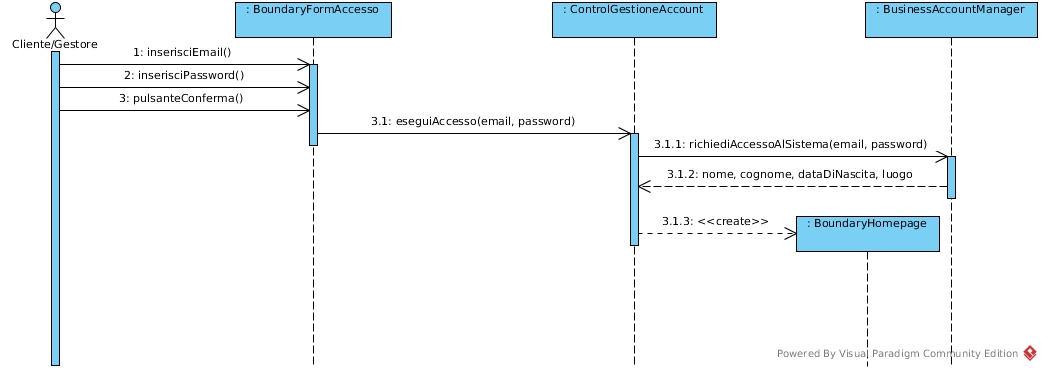 : BoundaryFormAccesso
: ControlGestioneAccount
: BusinessAccountManager
Cliente/Gestore
1: inserisciEmail()
2: inserisciPassword()
3: pulsanteConferma()
3.1: eseguiAccesso(email, password)
3.1.1: richiediAccessoAlSistema(email, password)
3.1.2: nome, cognome, dataDiNascita, luogo
3.1.3: <<create>>
: BoundaryHomepage
Powered By Visual Paradigm Community Edition